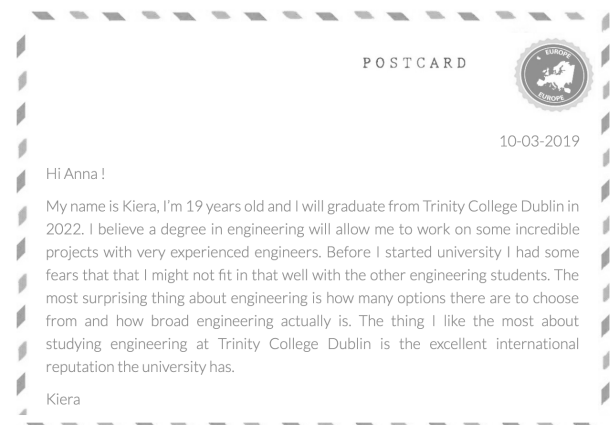 POSTCARD
EUROPE
EUROPE
10-03-2019
Hi Anna !
My name is Kiera, I'm 19 years old and I will graduate from Trinity College Dublin in
2022. I believe a degree in engineering will allow me to work on some incredible
projects with very experienced engineers. Before I started university I had some
fears that that I might not fit in that well with the other engineering students. The
most surprising thing about engineering is how many options there are to choose
from and how broad engineering actually is. The thing I like the most about
studying engineering at Trinity College Dublin is the excellent international
reputation the university has.
Kiera